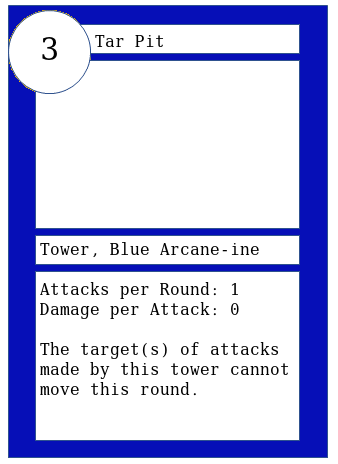 3
Tar Pit
Tower, Blue Arcane-ine
Attacks per Round: 1
Damage per Attack: 0
The target(s) of attacks
made by this tower cannot
move this round.